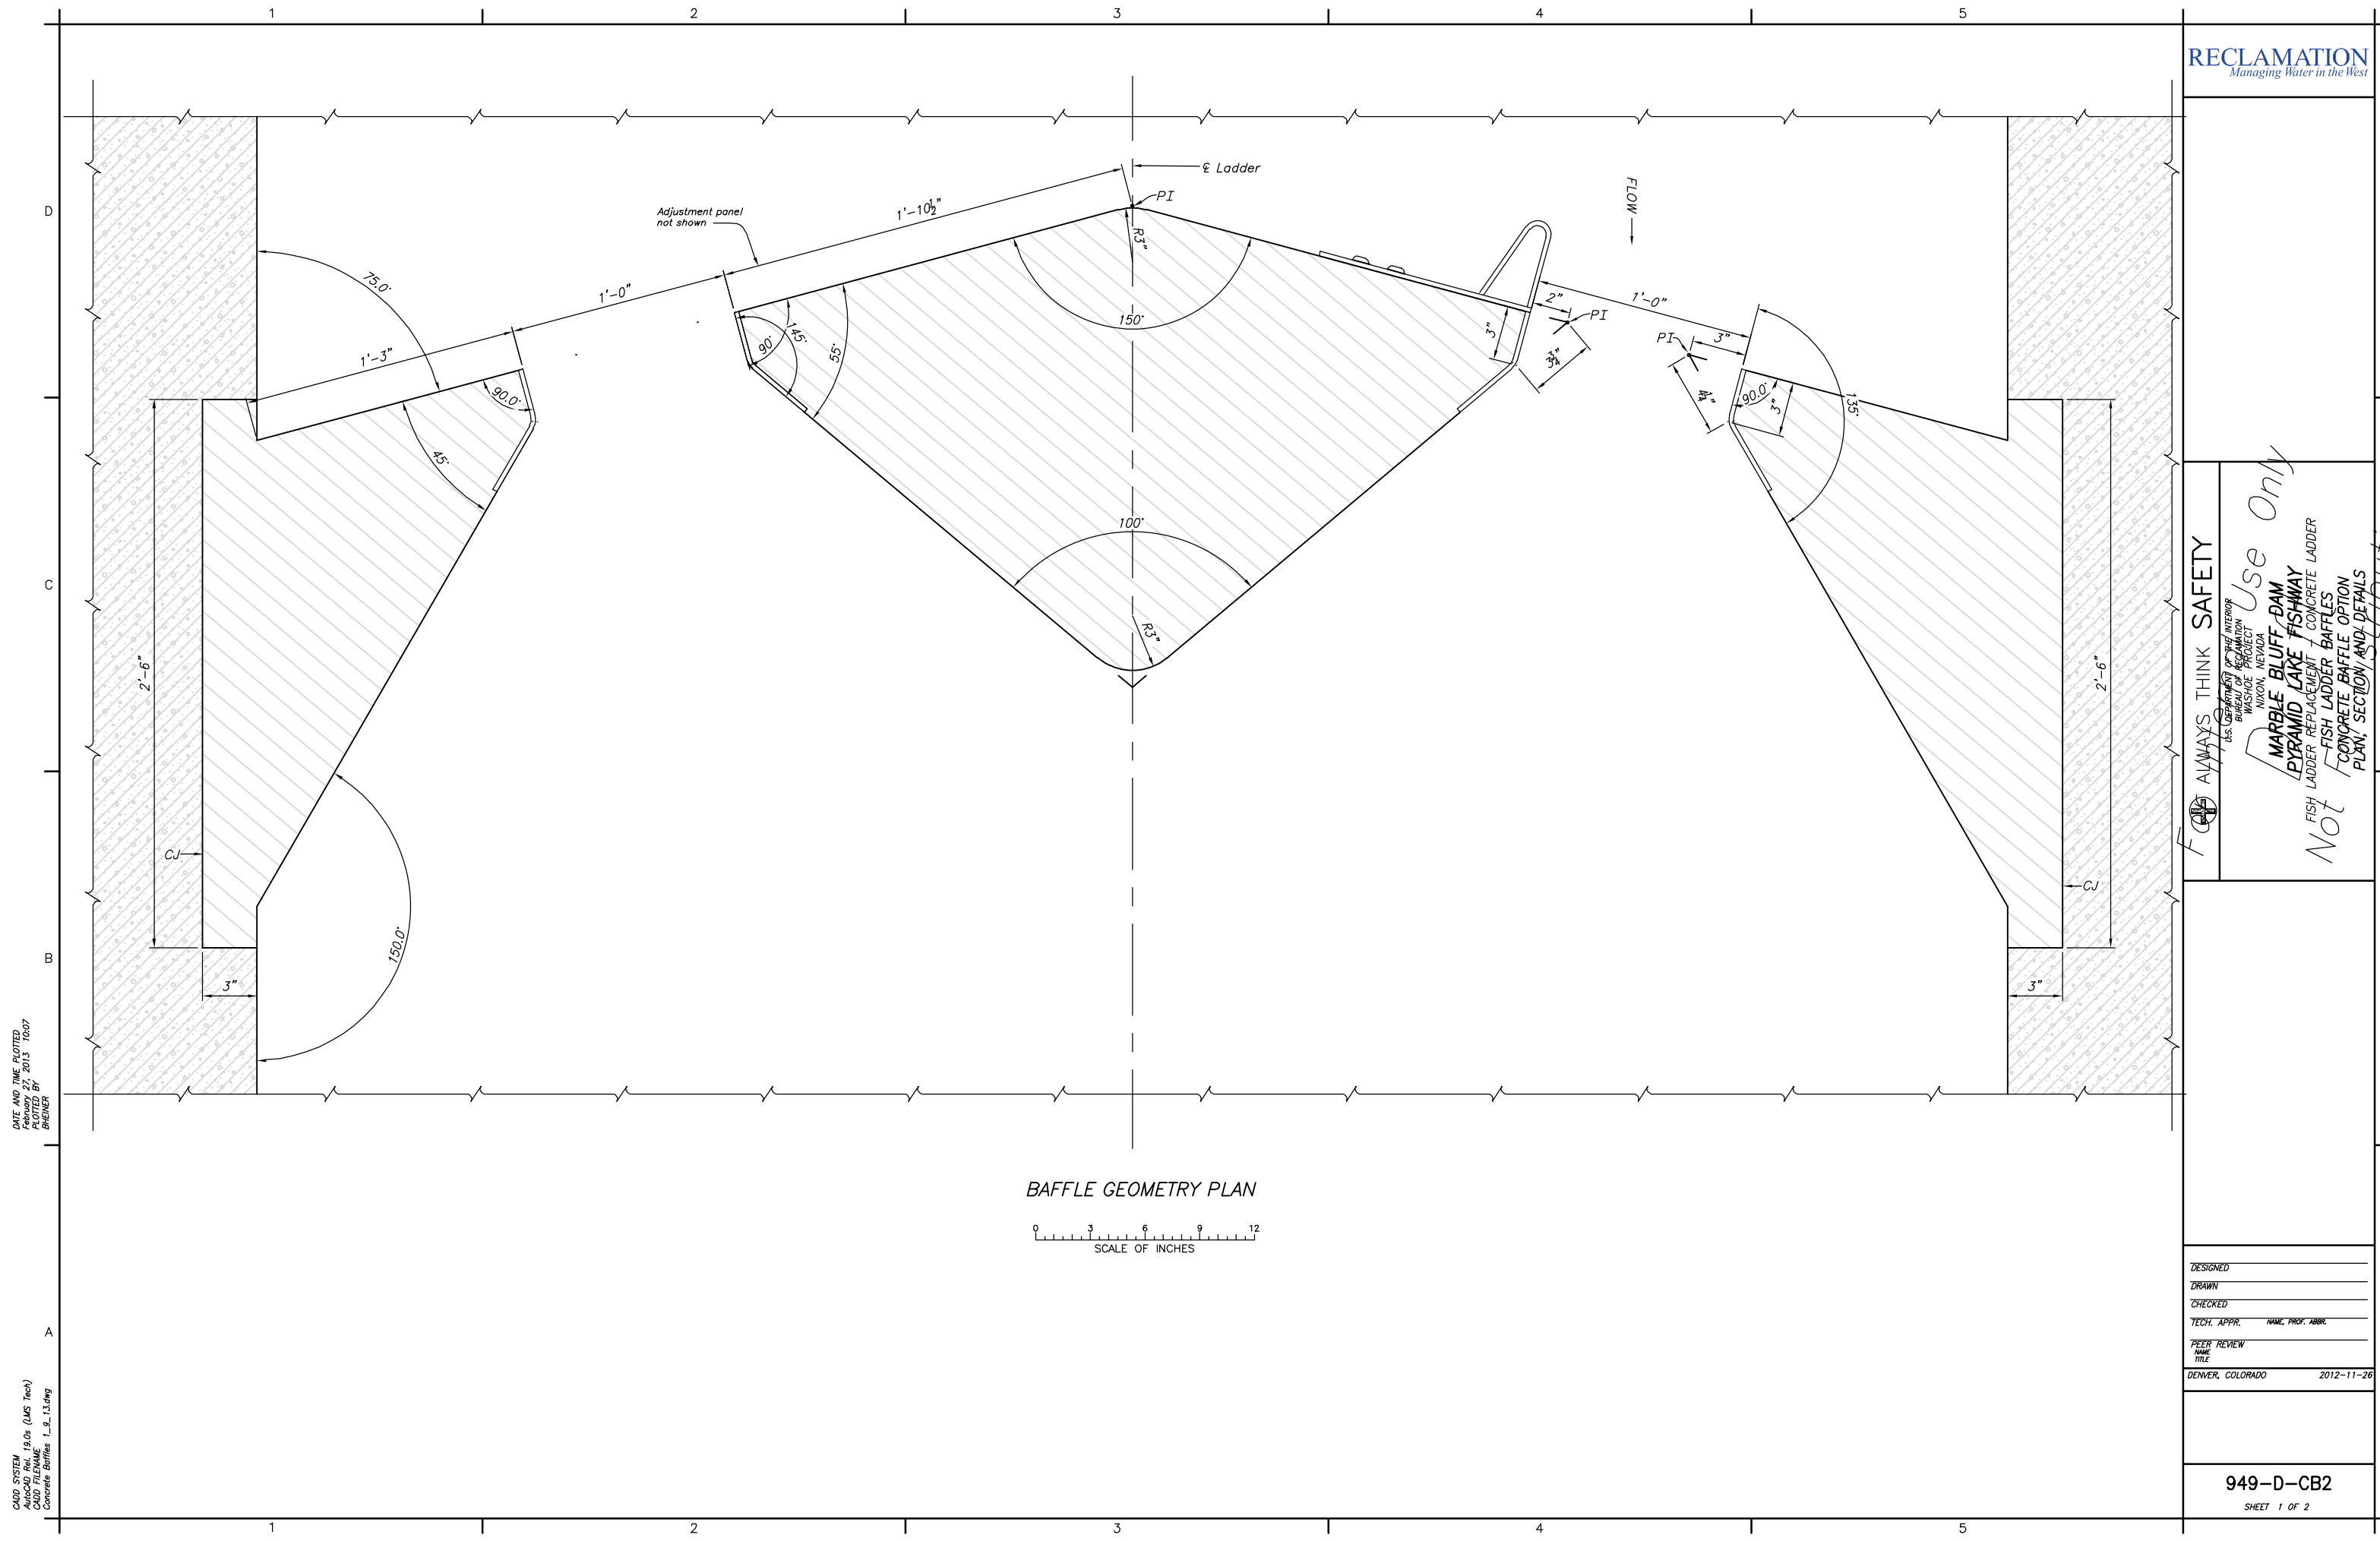 1 2 3 4 5
RECLAMATION
Managing Water in the West
D
℄ Ladder
PI
1'-10½"
Adjustment panel
not shown
R3"
FLOW
75.0°
1'-0"
150°
2"
1'-0"
PI
1'-3"
90°
145°
55°
3"
3¾"
PI
3"
90.0°
90.0°
3"
135°
45°
C
100°
R3"
2'-6"
2'-6"
CJ
CJ
B
150.0°
3"
3"
BAFFLE GEOMETRY PLAN
0 3 6 9 12
SCALE OF INCHES
A
DATE AND TIME PLOTTED
February 27, 2013 10:07
PLOTTED BY
BHEINER
CADD SYSTEM
AutoCAD Rel. 19.0s (LMS Tech)
CADD FILENAME
Concrete Baffles 1_9_13.dwg
ALWAYS THINK SAFETY
U.S. DEPARTMENT OF THE INTERIOR
BUREAU OF RECLAMATION
WASHOE PROJECT
NIXON, NEVADA
MARBLE BLUFF DAM
PYRAMID LAKE FISHWAY
FISH LADDER REPLACEMENT - CONCRETE LADDER
FISH LADDER BAFFLES
CONCRETE BAFFLE OPTION
PLAN, SECTION AND DETAILS
Use Only
Not
DESIGNED
DRAWN
CHECKED
TECH. APPR. NAME, PROF. ABBR.
PEER REVIEW
NAME
TITLE
DENVER, COLORADO 2012-11-26
949-D-CB2
SHEET 1 OF 2
1 2 3 4 5